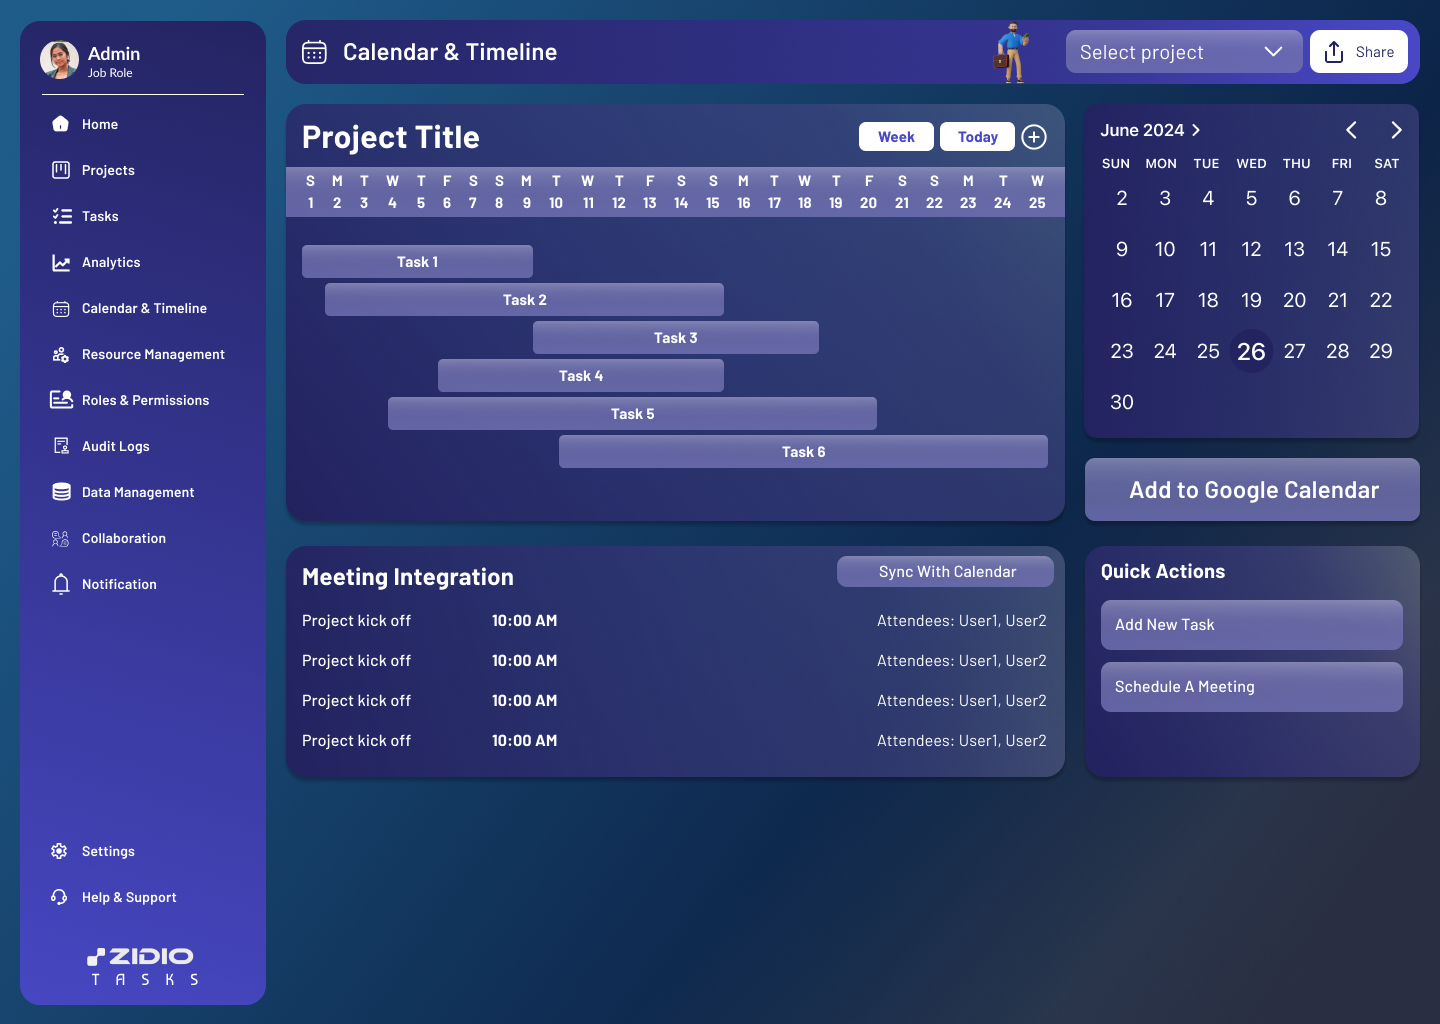 Admin
Job Role
Home
Projects
Tasks
Analytics
Calendar & Timeline
Resource Management
Roles & Permissions
Audit Logs
Data Management
Collaboration
Notification
Settings
Help & Support
ZIDIO
TASKS
Calendar & Timeline
Select project
Share
Project Title
Week
Today
S M T W T F S S M T W T F S S M T W T F S S M T W
1 2 3 4 5 6 7 8 9 10 11 12 13 14 15 16 17 18 19 20 21 22 23 24 25
Task 1
Task 2
Task 3
Task 4
Task 5
Task 6
June 2024
SUN MON TUE WED THU FRI SAT
2 3 4 5 6 7 8
9 10 11 12 13 14 15
16 17 18 19 20 21 22
23 24 25 26 27 28 29
30
Add to Google Calendar
Meeting Integration
Sync With Calendar
Project kick off 10:00 AM Attendees: User1, User2
Project kick off 10:00 AM Attendees: User1, User2
Project kick off 10:00 AM Attendees: User1, User2
Project kick off 10:00 AM Attendees: User1, User2
Quick Actions
Add New Task
Schedule A Meeting